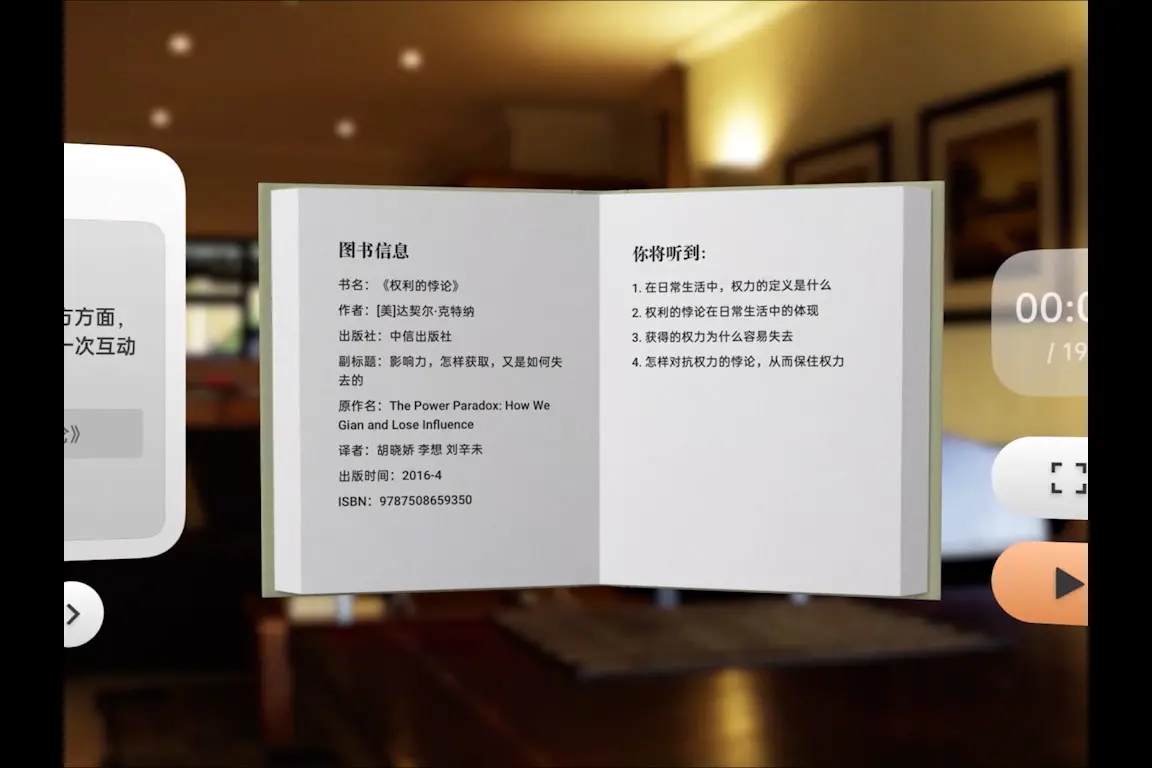 方面，
一次互动
》
图书信息
书名：《权利的悖论》
作者：[美]达契尔·克特纳
出版社：中信出版社
副标题：影响力，怎样获取，又是如何失
去的
原作名：The Power Paradox: How We
Gian and Lose Influence
译者：胡晓娇 李想 刘辛未
出版时间：2016-4
ISBN：9787508659350
你将听到：
1. 在日常生活中，权力的定义是什么
2. 权利的悖论在日常生活中的体现
3. 获得的权力为什么容易失去
4. 怎样对抗权力的悖论，从而保住权力
00:
/ 19